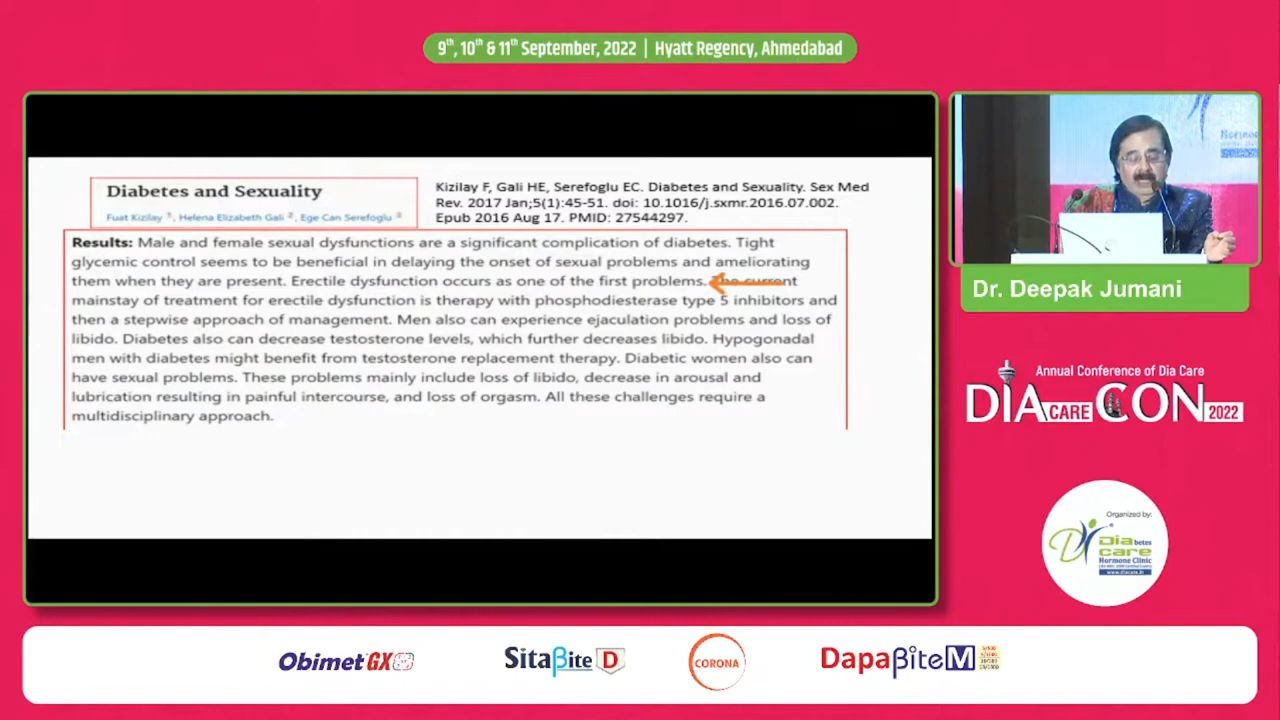 9th, 10th & 11th September, 2022 | Hyatt Regency, Ahmedabad
Diabetes and Sexuality
Fuat Kizilay 1, Helena Elizabeth Gali 2, Ege Can Serefoglu 3
Kizilay F, Gali HE, Serefoglu EC. Diabetes and Sexuality. Sex Med
Rev. 2017 Jan;5(1):45-51. doi: 10.1016/j.sxmr.2016.07.002.
Epub 2016 Aug 17. PMID: 27544297.
Results: Male and female sexual dysfunctions are a significant complication of diabetes. Tight
glycemic control seems to be beneficial in delaying the onset of sexual problems and ameliorating
them when they are present. Erectile dysfunction occurs as one of the first problems. The current
mainstay of treatment for erectile dysfunction is therapy with phosphodiesterase type 5 inhibitors and
then a stepwise approach of management. Men also can experience ejaculation problems and loss of
libido. Diabetes also can decrease testosterone levels, which further decreases libido. Hypogonadal
men with diabetes might benefit from testosterone replacement therapy. Diabetic women also can
have sexual problems. These problems mainly include loss of libido, decrease in arousal and
lubrication resulting in painful intercourse, and loss of orgasm. All these challenges require a
multidisciplinary approach.
Dr. Deepak Jumani
Annual Conference of Dia Care
DIA CARE CON 2022
Organized by:
Diabetes
care
Hormone Clinic
www.diacare.in
Obimet GX
SitaβiteD
CORONA
DapaβiteM